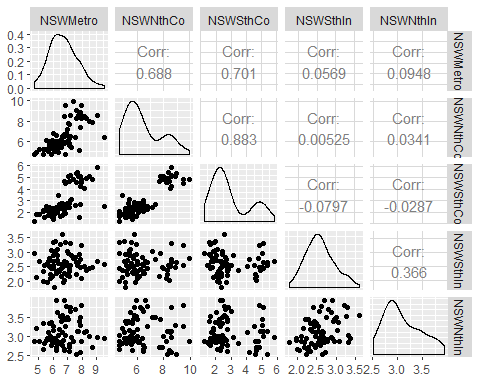 NSWMetro NSWNthCo NSWSthCo NSWSthIn NSWNthIn
0.4
0.3
0.2
0.1
0.0
Corr:
0.688
Corr:
0.701
Corr:
0.0569
Corr:
0.0948
NSWMetro
10
8
6
Corr:
0.883
Corr:
0.00525
Corr:
0.0341
NSWNthCo
6
5
4
3
2
Corr:
-0.0797
Corr:
-0.0287
NSWSthCo
3.5
3.0
2.5
2.0
Corr:
0.366
NSWSthIn
3.5
3.0
2.5
NSWNthIn
5 6 7 8 9
6 8 10
2 3 4 5 6
2.0 2.5 3.0 3.5
2.5 3.0 3.5